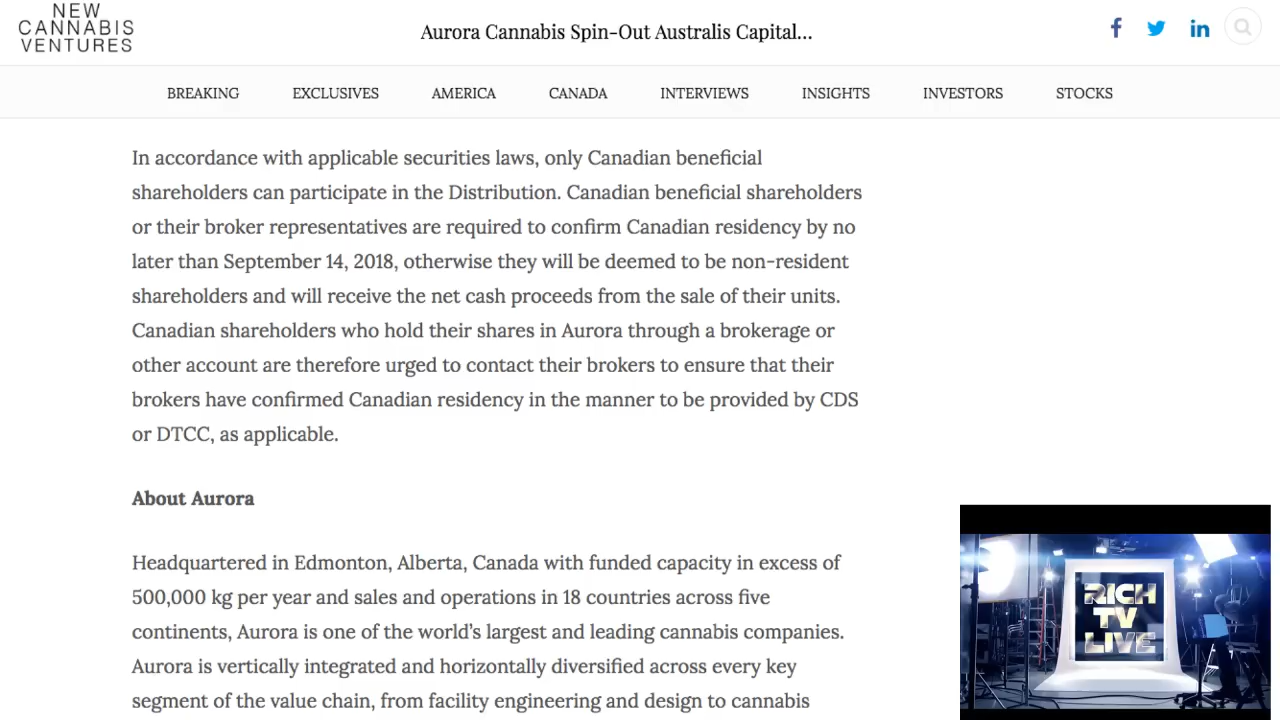 NEW
CANNABIS
VENTURES
Aurora Cannabis Spin-Out Australis Capital...
BREAKING EXCLUSIVES AMERICA CANADA INTERVIEWS INSIGHTS INVESTORS STOCKS
In accordance with applicable securities laws, only Canadian beneficial
shareholders can participate in the Distribution. Canadian beneficial shareholders
or their broker representatives are required to confirm Canadian residency by no
later than September 14, 2018, otherwise they will be deemed to be non-resident
shareholders and will receive the net cash proceeds from the sale of their units.
Canadian shareholders who hold their shares in Aurora through a brokerage or
other account are therefore urged to contact their brokers to ensure that their
brokers have confirmed Canadian residency in the manner to be provided by CDS
or DTCC, as applicable.
About Aurora
Headquartered in Edmonton, Alberta, Canada with funded capacity in excess of
500,000 kg per year and sales and operations in 18 countries across five
continents, Aurora is one of the world's largest and leading cannabis companies.
Aurora is vertically integrated and horizontally diversified across every key
segment of the value chain, from facility engineering and design to cannabis
RICH
TV
LIVE